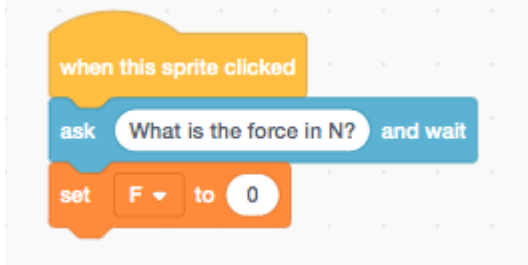 when this sprite clicked
ask What is the force in N? and wait
set F to 0